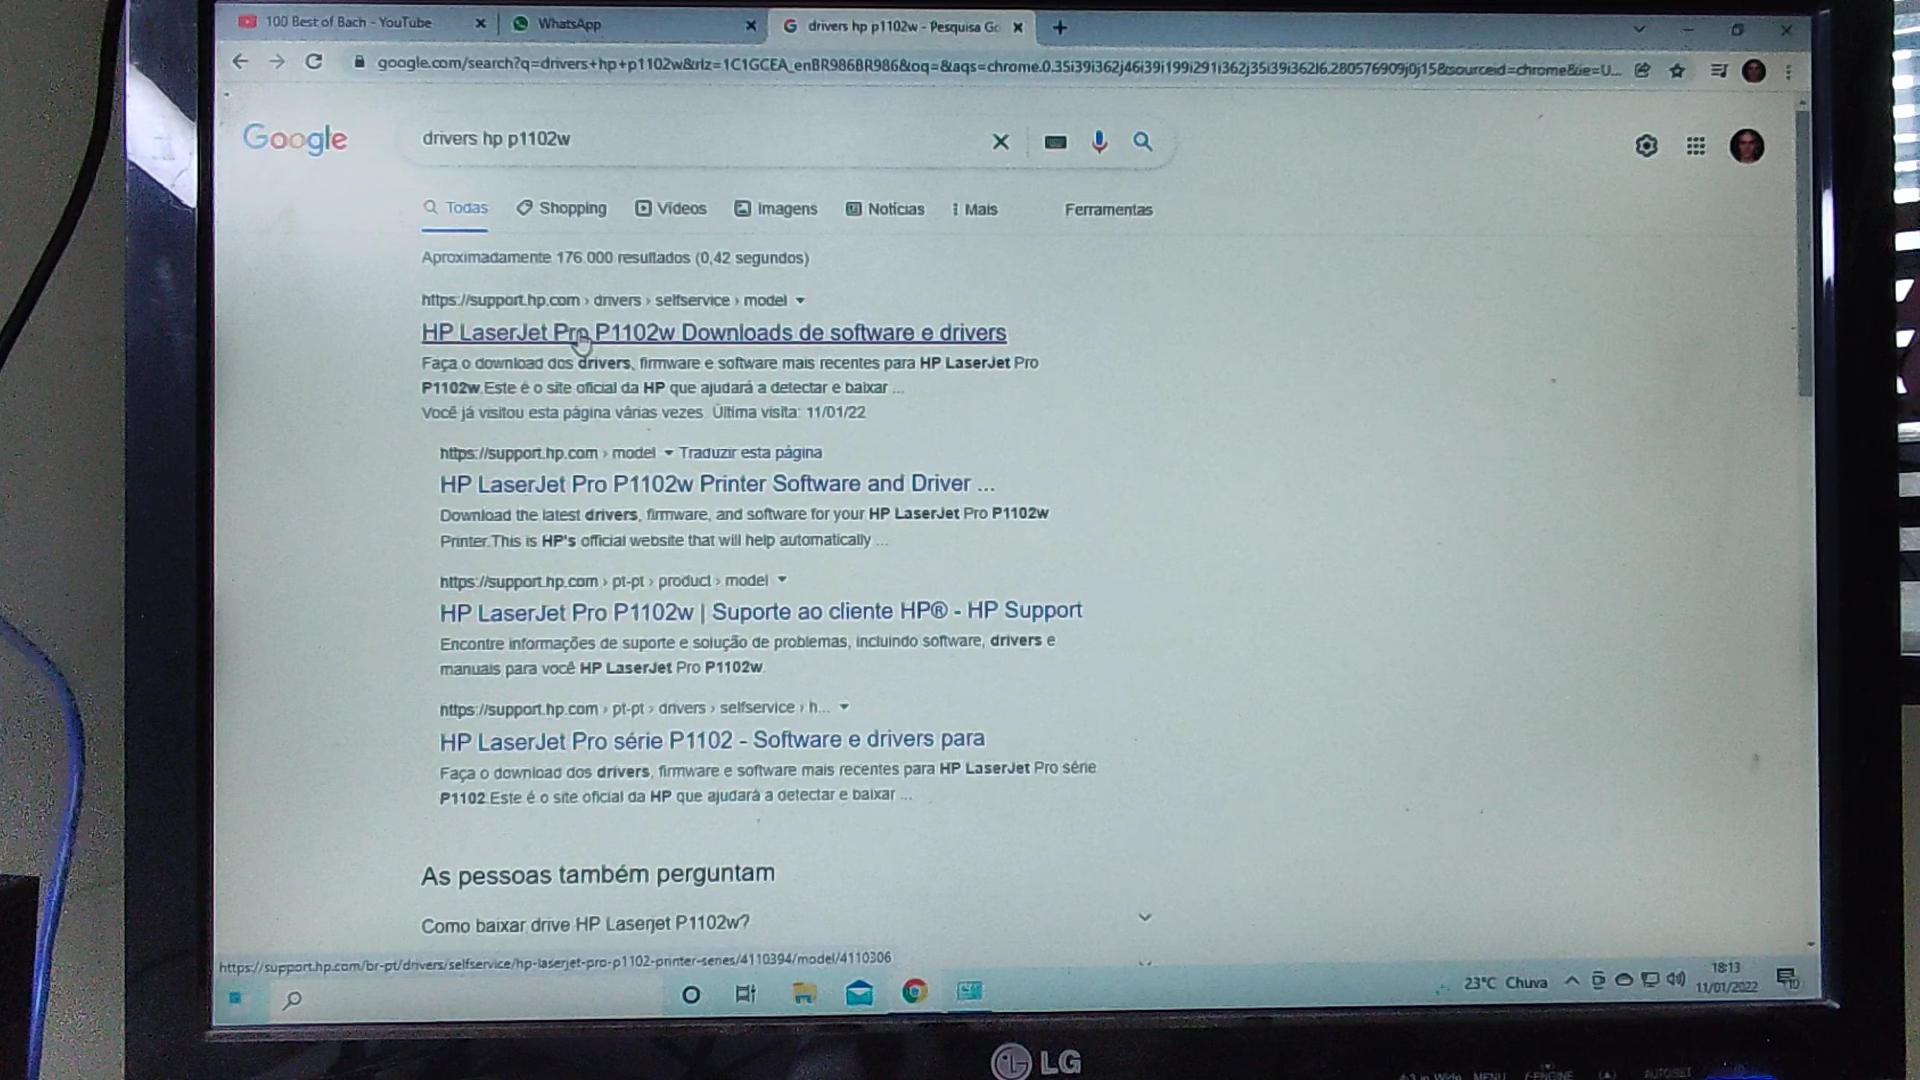 100 Best of Bach - YouTube
WhatsApp
drivers hp p1102w - Pesquisa Go
google.com/search?q=drivers+hp+p1102w&rlz=1C1GCEA_enBR986BR986&oq=&aqs=chrome.0.35i39i362j46i39i199i291i362j35i39i362l6.280576909j0j15&sourceid=chrome&ie=U...
Google
drivers hp p1102w
Todas Shopping Vídeos Imagens Notícias Mais Ferramentas
Aproximadamente 176.000 resultados (0,42 segundos)
https://support.hp.com › drivers › selfservice › model
HP LaserJet Pro P1102w Downloads de software e drivers
Faça o download dos drivers, firmware e software mais recentes para HP LaserJet Pro
P1102w.Este é o site oficial da HP que ajudará a detectar e baixar ...
Você já visitou esta página várias vezes. Última visita: 11/01/22
https://support.hp.com › model Traduzir esta página
HP LaserJet Pro P1102w Printer Software and Driver ...
Download the latest drivers, firmware, and software for your HP LaserJet Pro P1102w
Printer.This is HP's official website that will help automatically ...
https://support.hp.com › pt-pt › product › model
HP LaserJet Pro P1102w | Suporte ao cliente HP® - HP Support
Encontre informações de suporte e solução de problemas, incluindo software, drivers e
manuais para você HP LaserJet Pro P1102w.
https://support.hp.com › pt-pt › drivers › selfservice › h...
HP LaserJet Pro série P1102 - Software e drivers para
Faça o download dos drivers, firmware e software mais recentes para HP LaserJet Pro série
P1102.Este é o site oficial da HP que ajudará a detectar e baixar ...
As pessoas também perguntam
Como baixar drive HP Laserjet P1102w?
https://support.hp.com/br-pt/drivers/selfservice/hp-laserjet-pro-p1102-printer-series/4110394/model/4110306
23°C Chuva
18:13
11/01/2022
LG
MENU